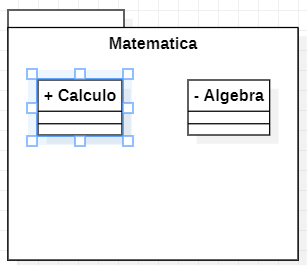 Matematica
+ Calculo
- Algebra